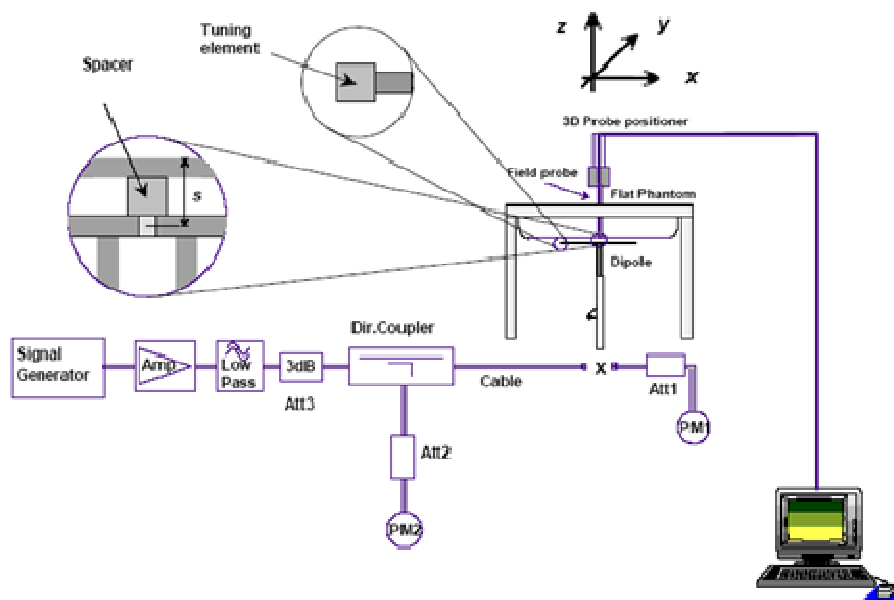 Tuning
element
Spacer
s
z
y
x
3D Probe positioner
Field probe
Flat Phantom
Dipole
Signal
Generator
Amp
Low
Pass
3dB
Att3
Dir.Coupler
Cable
x
Att1
PM1
Att2
PM2